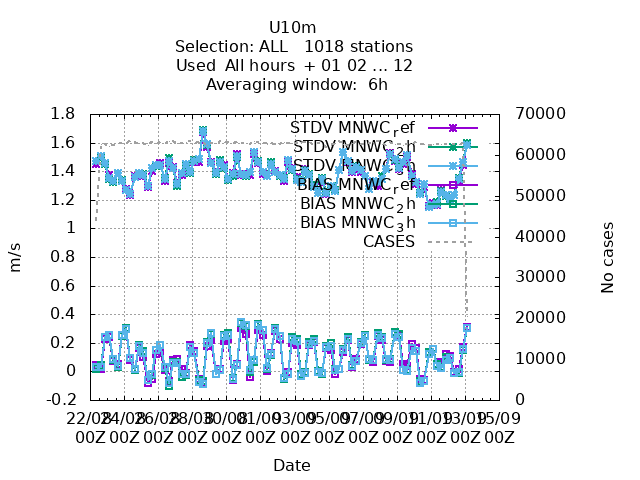 U10m
Selection: ALL   1018 stations
Used  All hours  + 01 02 ... 12
Averaging window:  6h
1.8
1.6
1.4
1.2
1
0.8
0.6
0.4
0.2
0
-0.2
70000
60000
50000
40000
30000
20000
10000
0
STDV MNWC_ref
STDV MNWC_2h
STDV MNWC_3h
BIAS MNWC_ref
BIAS MNWC_2h
BIAS MNWC_3h
CASES
m/s
No cases
22/08 24/08 26/08 28/08 30/08 01/09 03/09 05/09 07/09 09/09 11/09 13/09 15/09
00Z 00Z 00Z 00Z 00Z 00Z 00Z 00Z 00Z 00Z 00Z 00Z 00Z
Date